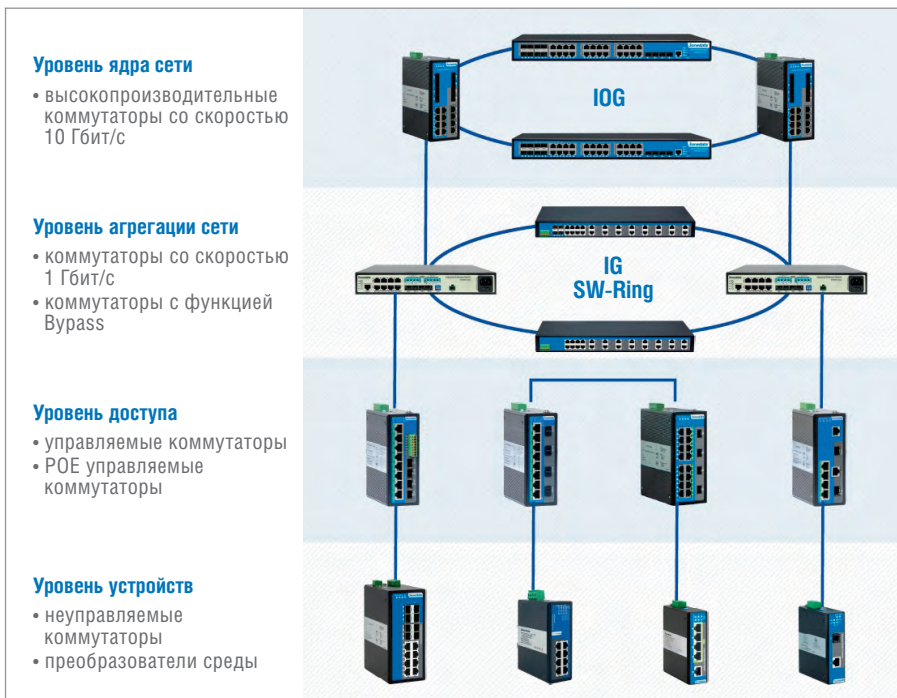 Уровень ядра сети
• высокопроизводительные
коммутаторы со скоростью
10 Гбит/с
IOG
Уровень агрегации сети
• коммутаторы со скоростью
1 Гбит/с
• коммутаторы с функцией
Bypass
IG
SW-Ring
Уровень доступа
• управляемые коммутаторы
• POE управляемые
коммутаторы
Уровень устройств
• неуправляемые
коммутаторы
• преобразователи среды